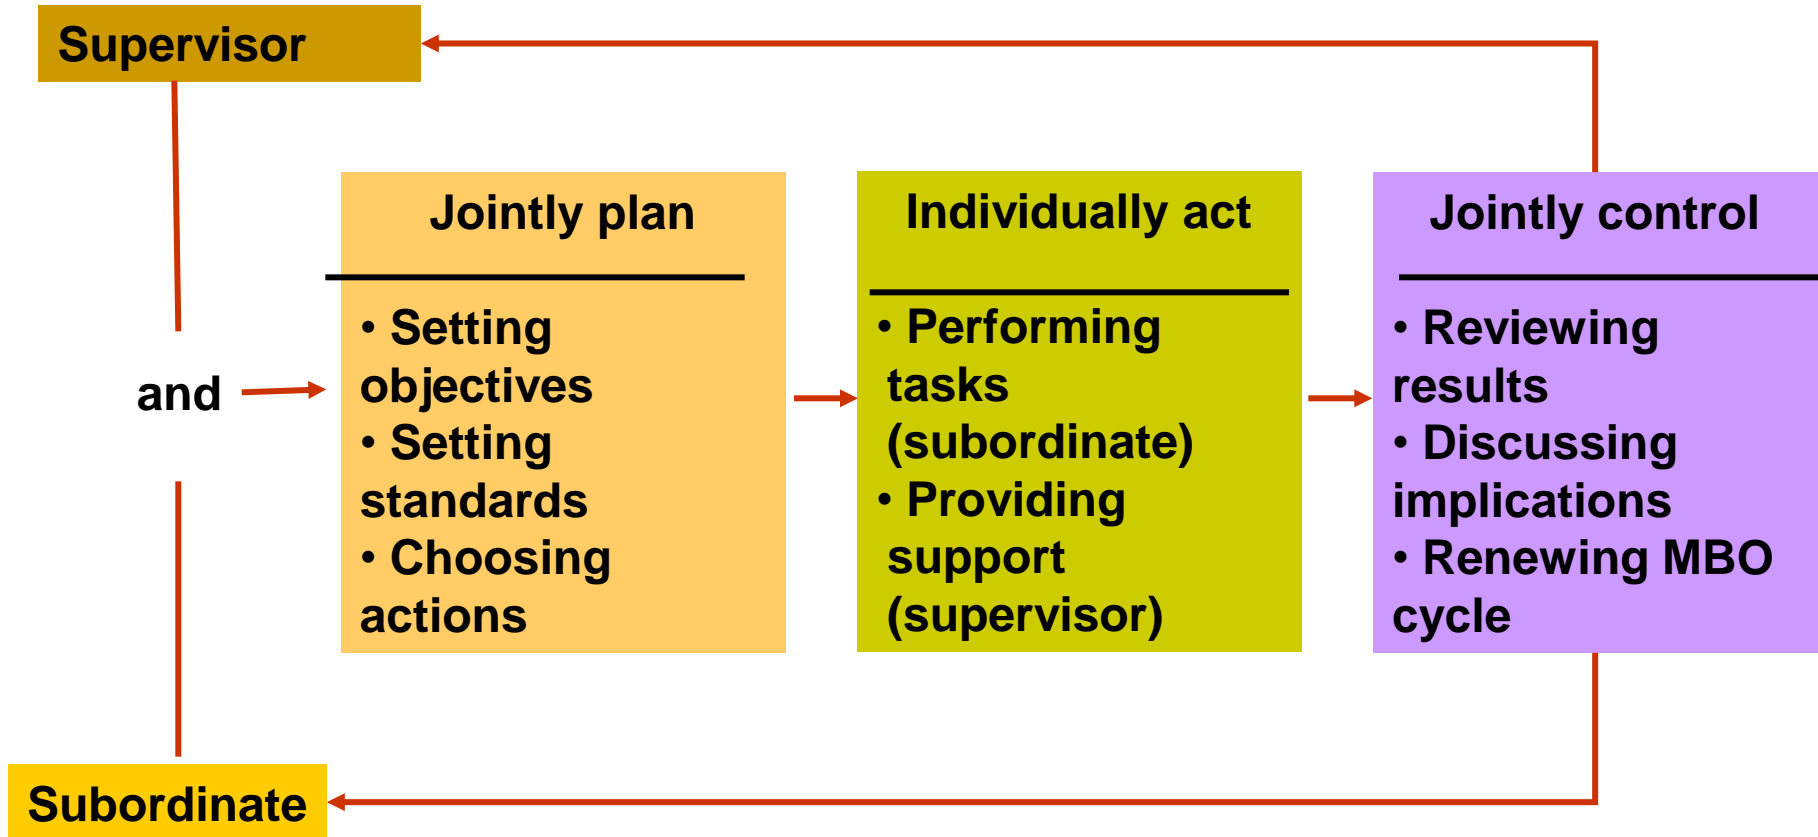 Supervisor
Jointly plan
• Setting
objectives
• Setting
standards
• Choosing
actions
Individually act
• Performing
tasks
(subordinate)
• Providing
support
(supervisor)
Jointly control
• Reviewing
results
• Discussing
implications
• Renewing MBO
cycle
and
Subordinate